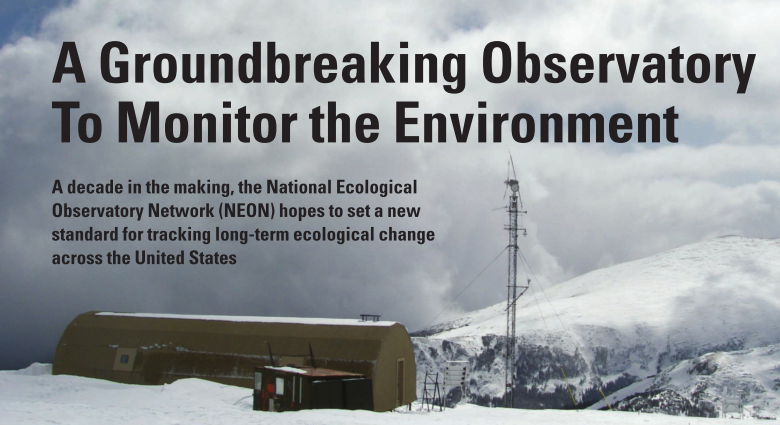 A Groundbreaking Observatory
To Monitor the Environment
A decade in the making, the National Ecological
Observatory Network (NEON) hopes to set a new
standard for tracking long-term ecological change
across the United States